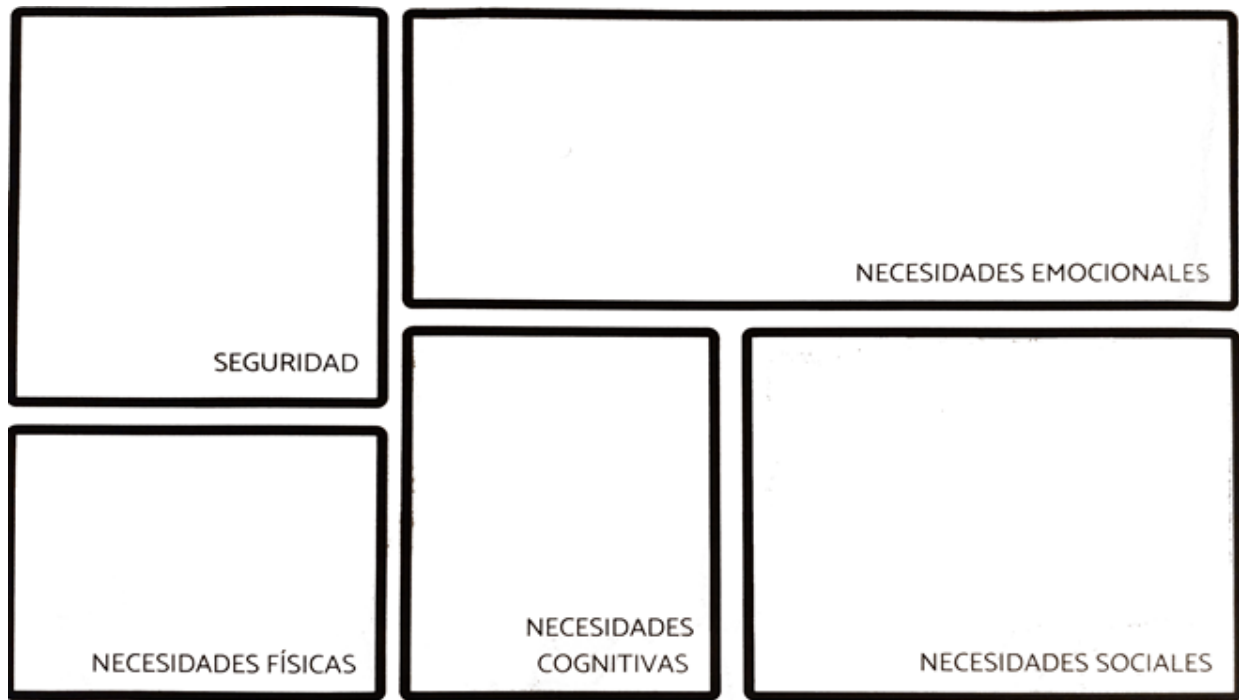 NECESIDADES EMOCIONALES
SEGURIDAD
NECESIDADES FÍSICAS
NECESIDADES
COGNITIVAS
NECESIDADES SOCIALES